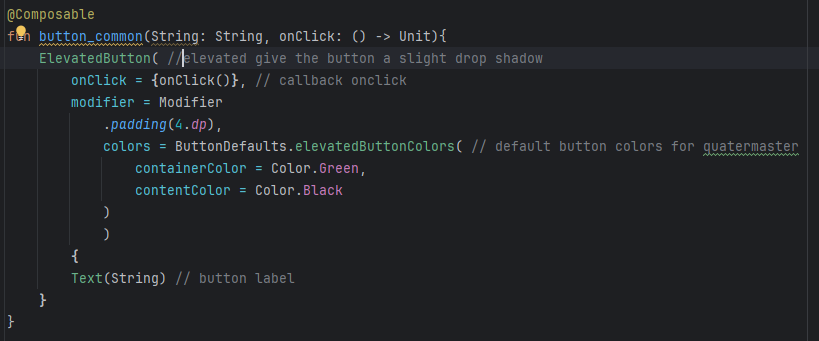 @Composable
fun button_common(String: String, onClick: () -> Unit){
    ElevatedButton( //elevated give the button a slight drop shadow
        onClick = {onClick()}, // callback onclick
        modifier = Modifier
            .padding(4.dp),
            colors = ButtonDefaults.elevatedButtonColors( // default button colors for quatermaster
                containerColor = Color.Green,
                contentColor = Color.Black
            )
            )
        {
        Text(String) // button label
    }
}